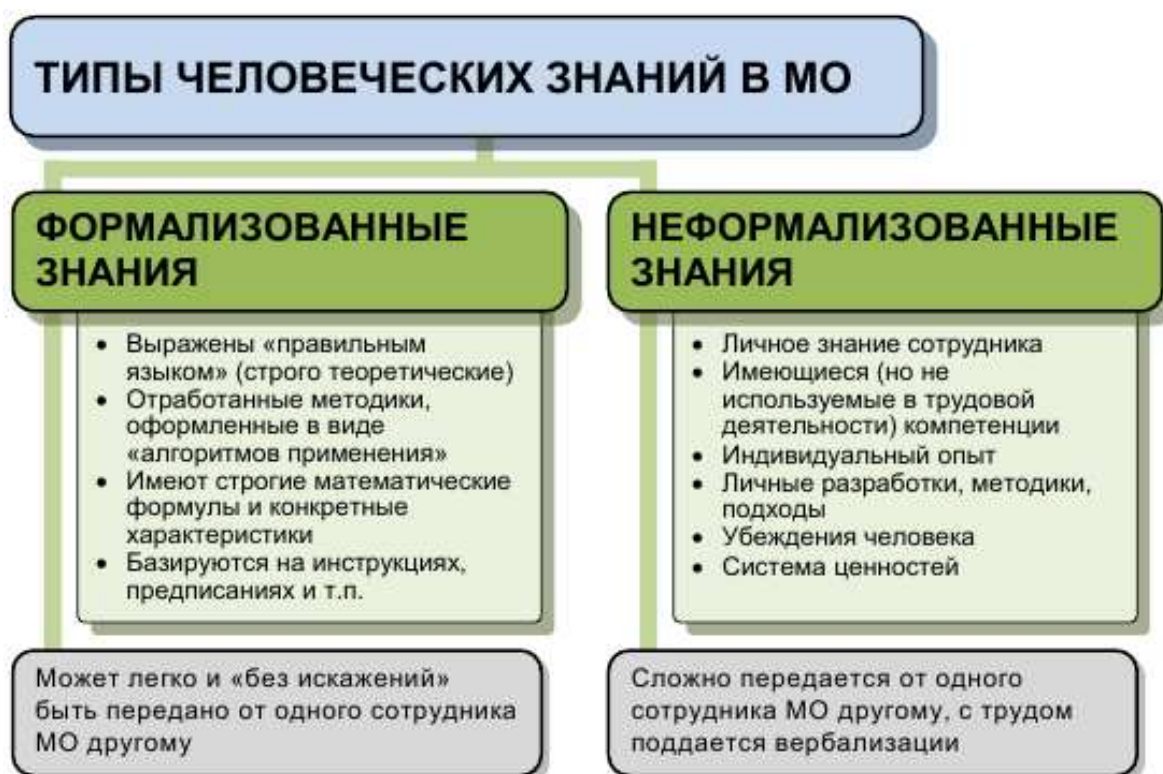 ТИПЫ ЧЕЛОВЕЧЕСКИХ ЗНАНИЙ В МО
ФОРМАЛИЗОВАННЫЕ
ЗНАНИЯ
• Выражены «правильным
языком» (строго теоретические)
• Отработанные методики,
оформленные в виде
«алгоритмов применения»
• Имеют строгие математические
формулы и конкретные
характеристики
• Базируются на инструкциях,
предписаниях и т.п.
Может легко и «без искажений»
быть передано от одного сотрудника
МО другому
НЕФОРМАЛИЗОВАННЫЕ
ЗНАНИЯ
• Личное знание сотрудника
• Имеющиеся (но не
используемые в трудовой
деятельности) компетенции
• Индивидуальный опыт
• Личные разработки, методики,
подходы
• Убеждения человека
• Система ценностей
Сложно передается от одного
сотрудника МО другому, с трудом
поддается вербализации